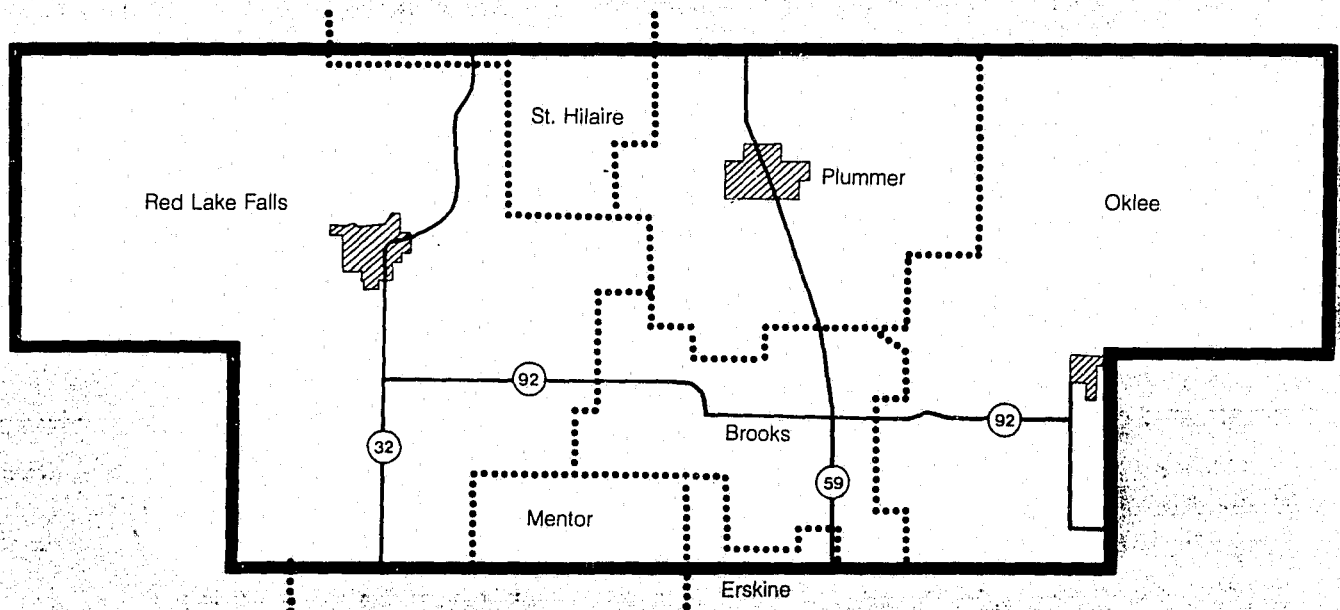 St. Hilaire
Plummer
Red Lake Falls
Oklee
92
92
Brooks
32
59
Mentor
Erskine